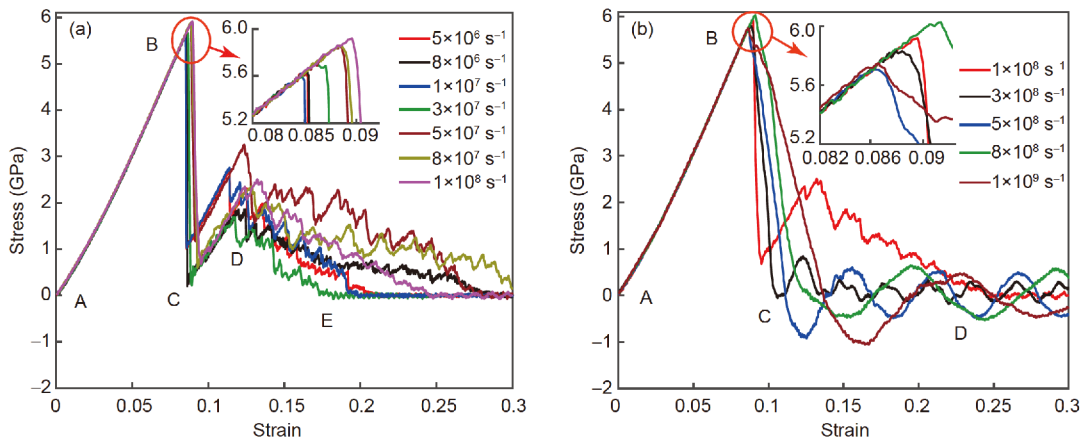 (a)
6
5
4
3
2
1
0
–1
–2
Stress (GPa)
0
0.05
0.1
0.15
0.2
0.25
0.3
Strain
A
B
C
D
E
6.0
5.6
5.2
0.08
0.085
0.09
5×10⁶ s⁻¹
8×10⁶ s⁻¹
1×10⁷ s⁻¹
3×10⁷ s⁻¹
5×10⁷ s⁻¹
8×10⁷ s⁻¹
1×10⁸ s⁻¹
(b)
6
5
4
3
2
1
0
–1
–2
Stress (GPa)
0
0.05
0.1
0.15
0.2
0.25
0.3
Strain
A
B
C
D
6.0
5.6
5.2
0.082
0.086
0.09
1×10⁸ s⁻¹
3×10⁸ s⁻¹
5×10⁸ s⁻¹
8×10⁸ s⁻¹
1×10⁹ s⁻¹